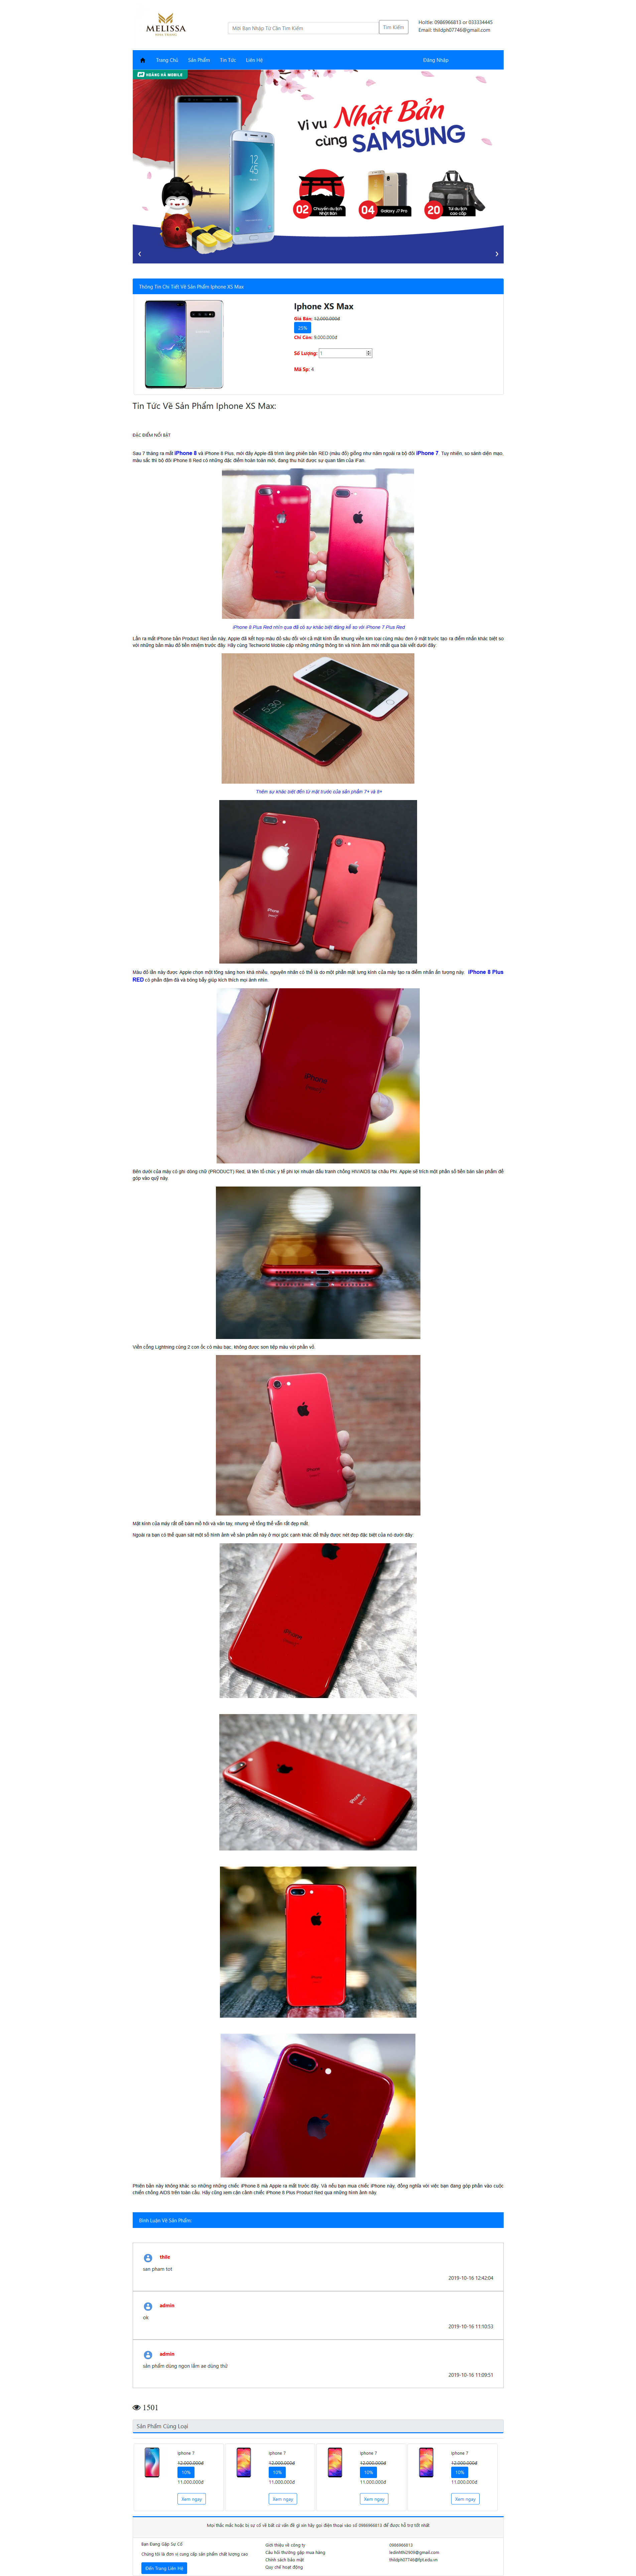 MELISSA
Mời Bạn Nhập Từ Cần Tìm Kiếm
Tìm Kiếm
Hotlie: 0986966813 or 033334445
Email: thildph07746@gmail.com
Trang Chủ
Sản Phẩm
Tin Tức
Liên Hệ
Đăng Nhập
HOÀNG HÀ MOBILE
Vi vu Nhật Bản
cùng SAMSUNG
02 Chuyến du lịch Nhật Bản
04 Galaxy J7 Pro
20 Túi du lịch cao cấp
Thông Tin Chi Tiết Về Sản Phẩm Iphone XS Max
Iphone XS Max
Giá Bán: 12,000,000đ
25%
Chỉ Còn: 9,000,000đ
Số Lượng: 1
Mã Sp: 4
Tin Tức Về Sản Phẩm Iphone XS Max:
ĐẶC ĐIỂM NỔI BẬT
Sau 7 tháng ra mắt iPhone 8 và iPhone 8 Plus, mới đây Apple đã trình làng phiên bản RED (màu đỏ) giống như năm ngoái ra bộ đôi iPhone 7. Tuy nhiên, so sánh diện mạo,
màu sắc thì bộ đôi iPhone 8 Red có những đặc điểm hoàn toàn mới, đang thu hút được sự quan tâm của iFan.
iPhone 8 Plus Red nhìn qua đã có sự khác biệt đáng kể so với iPhone 7 Plus Red
Lần ra mắt iPhone bản Product Red lần này, Apple đã kết hợp màu đỏ sâu đối với cả mặt kính lẫn khung viền kim loại cùng màu đen ở mặt trước tạo ra điểm nhấn khác biệt so
với những bản màu đỏ tiền nhiệm trước đây. Hãy cùng Techworld Mobile cập những những thông tin và hình ảnh mới nhất qua bài viết dưới đây.
Thêm sự khác biệt đến từ mặt trước của sản phẩm 7+ và 8+
Màu đỏ lần này được Apple chọn một tông sáng hơn khá nhiều, nguyên nhân có thể là do một phần mặt lưng kính của máy tạo ra điểm nhấn ấn tượng này. iPhone 8 Plus
RED có phần đậm đà và bóng bẩy giúp kích thích mọi ánh nhìn.
Bên dưới của máy có ghi dòng chữ (PRODUCT) Red, là tên tổ chức y tế phi lợi nhuận đấu tranh chống HIV/AIDS tại châu Phi. Apple sẽ trích một phần số tiền bán sản phẩm để
góp vào quỹ này.
Viền cổng Lightning cùng 2 con ốc có màu bạc, không được sơn tiệp màu với phần vỏ.
Mặt kính của máy rất dễ bám mồ hôi và vân tay, nhưng về tổng thể vẫn rất đẹp mắt
Ngoài ra bạn có thể quan sát một số hình ảnh về sản phẩm này ở mọi góc cạnh khác để thấy được nét đẹp đặc biệt của nó dưới đây:
Phiên bản này không khác so những những chiếc iPhone 8 mà Apple ra mắt trước đây. Và nếu bạn mua chiếc iPhone này, đồng nghĩa với việc bạn đang góp phần vào cuộc
chiến chống AIDS trên toàn cầu. Hãy cùng xem cận cảnh chiếc iPhone 8 Plus Product Red qua những hình ảnh này.
Bình Luận Về Sản Phẩm:
thile
san pham tot
2019-10-16 12:42:04
admin
ok
2019-10-16 11:10:53
admin
sản phẩm dùng ngon lắm ae dùng thử
2019-10-16 11:09:51
1501
Sản Phẩm Cùng Loại
Iphone 7
12,000,000đ
10%
11,000,000đ
Xem ngay
Iphone 7
12,000,000đ
10%
11,000,000đ
Xem ngay
Iphone 7
12,000,000đ
10%
11,000,000đ
Xem ngay
Iphone 7
12,000,000đ
10%
11,000,000đ
Xem ngay
Mọi thắc mắc hoặc bị sự cố về bất cứ vấn đề gì xin hãy gọi điện thoại vào số 0986966813 để được hỗ trợ tốt nhất
Bạn Đang Gặp Sự Cố
Chúng tôi là đơn vị cung cấp sản phẩm chất lượng cao
Đến Trang Liên Hệ
Giới thiệu về công ty
Câu hỏi thường gặp mua hàng
Chính sách bảo mật
Quy chế hoạt động
0986966813
ledinhthi2909@gmail.com
thildph07746@fpt.edu.vn